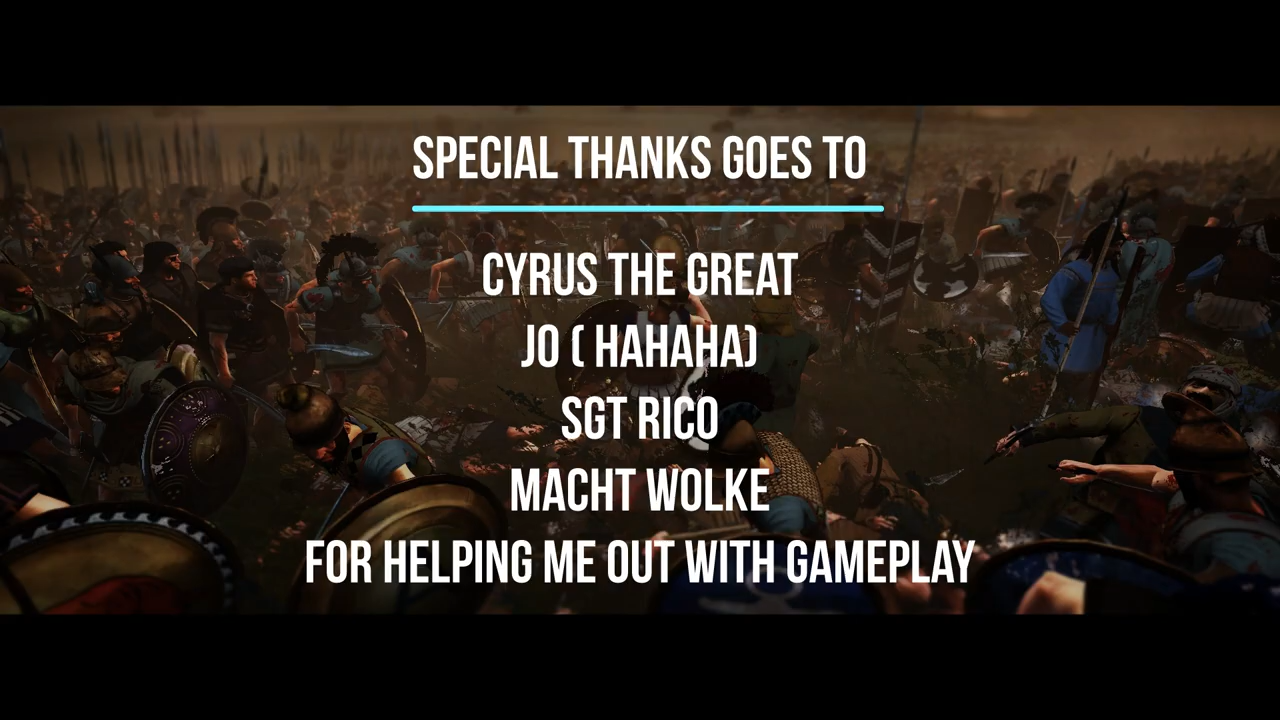 SPECIAL THANKS GOES TO
CYRUS THE GREAT
JO ( HAHAHA)
SGT RICO
MACHT WOLKE
FOR HELPING ME OUT WITH GAMEPLAY